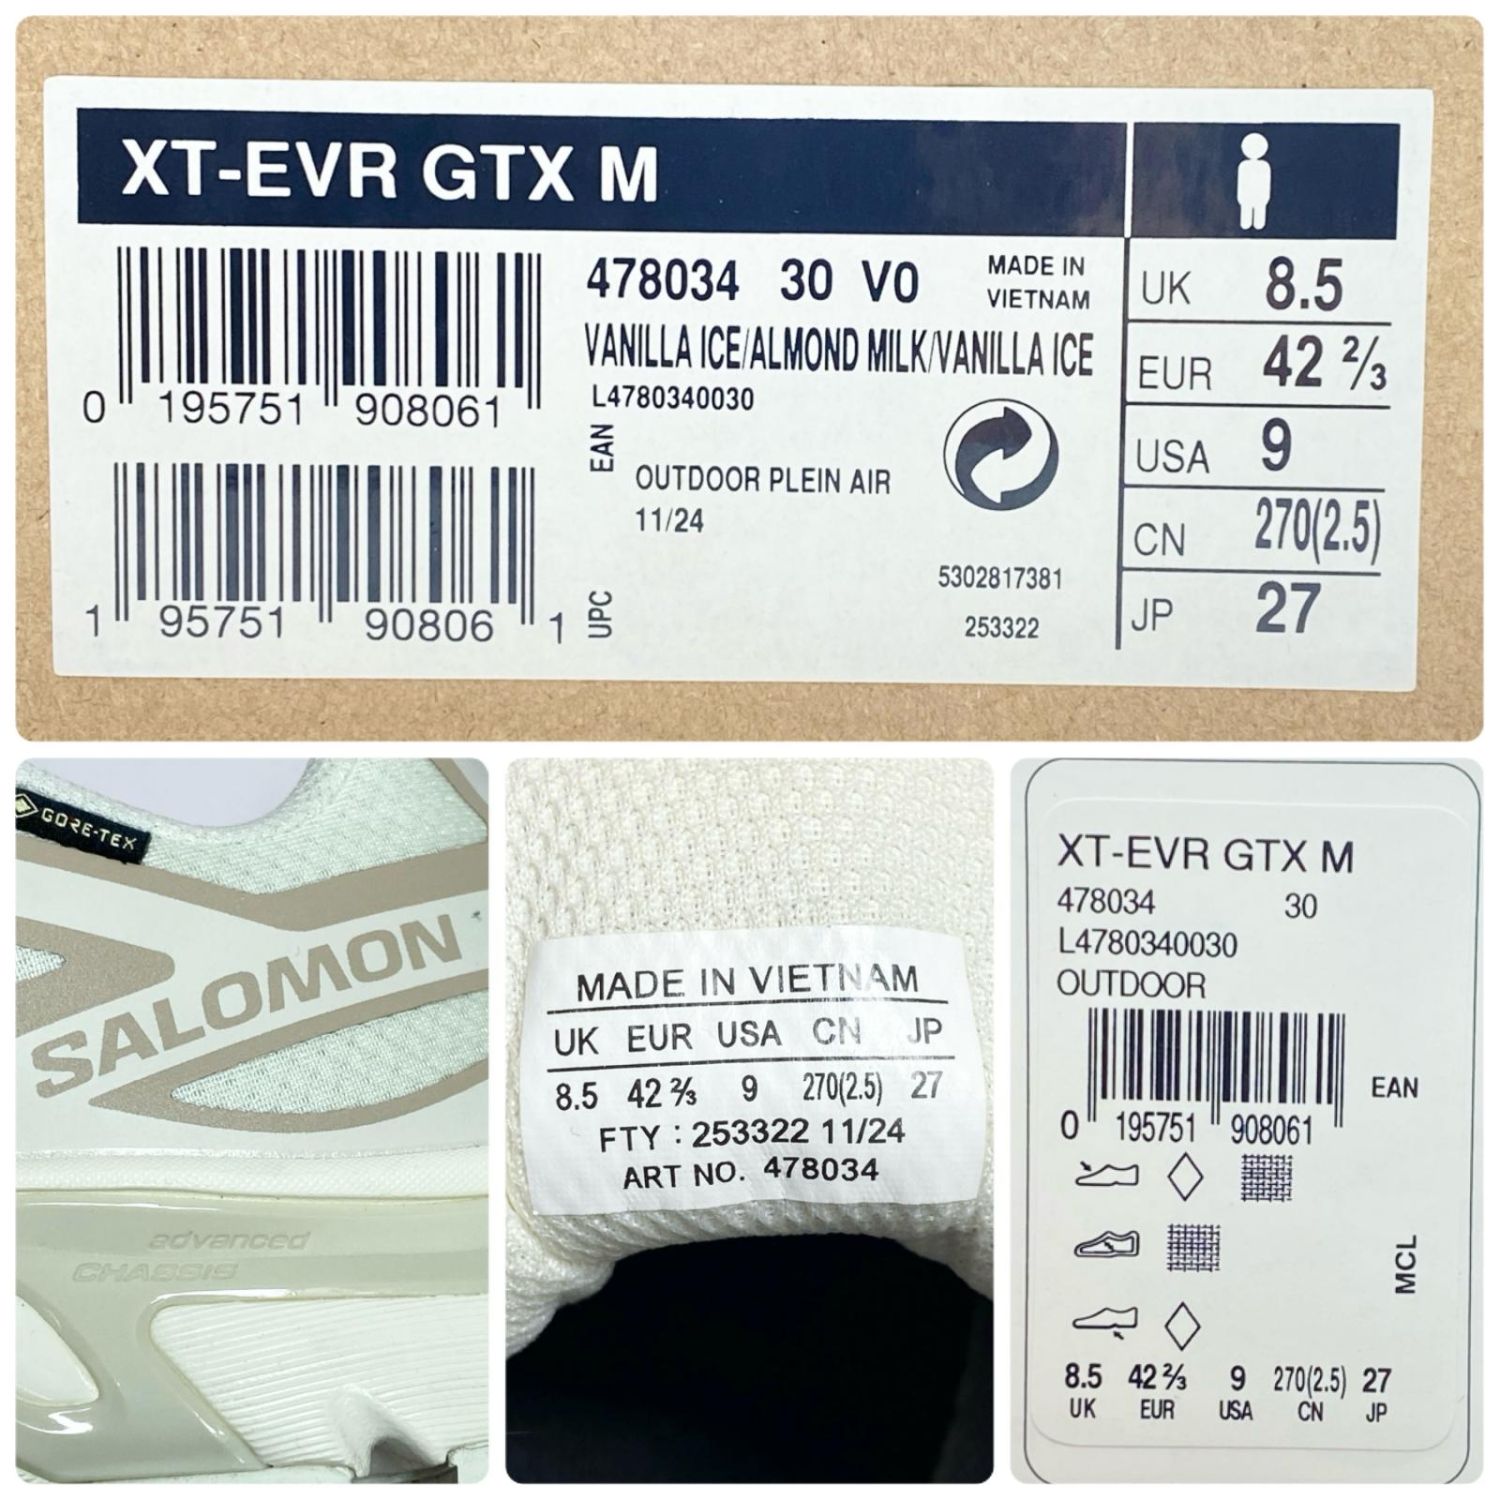 XT-EVR GTX M
478034 30 V0
MADE IN
VIETNAM
VANILLA ICE/ALMOND MILK/VANILLA ICE
L4780340030
0 195751 908061
EAN
OUTDOOR PLEIN AIR
11/24
1 95751 90806 1
UPC
5302817381
253322
UK 8.5
EUR 42 ⅔
USA 9
CN 270(2.5)
JP 27
GORE-TEX
SALOMON
advanced
CHASSIS
MADE IN VIETNAM
UK EUR USA CN JP
8.5 42 ⅔ 9 270(2.5) 27
FTY : 253322 11/24
ART NO. 478034
XT-EVR GTX M
478034 30
L4780340030
OUTDOOR
EAN
0 195751 908061
MCL
8.5 42 ⅔ 9 270(2.5) 27
UK EUR USA CN JP